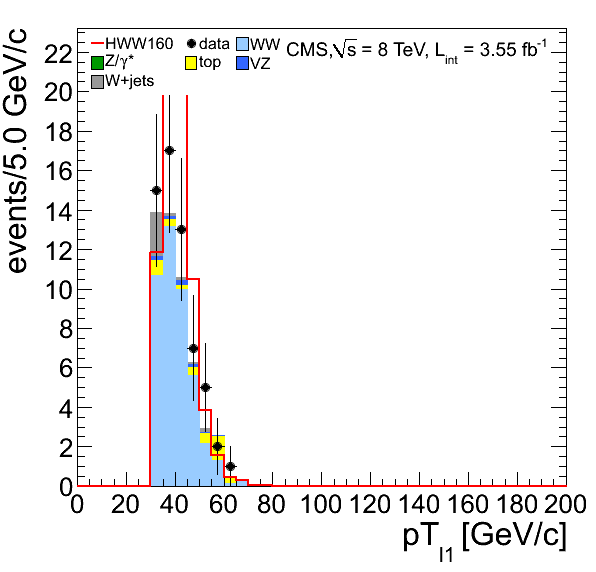 HWW160 data WW CMS,√s = 8 TeV, L_int = 3.55 fb⁻¹
Z/γ* top VZ
W+jets
events/5.0 GeV/c
22
20
18
16
14
12
10
8
6
4
2
0
0 20 40 60 80 100 120 140 160 180 200
pT_l1 [GeV/c]